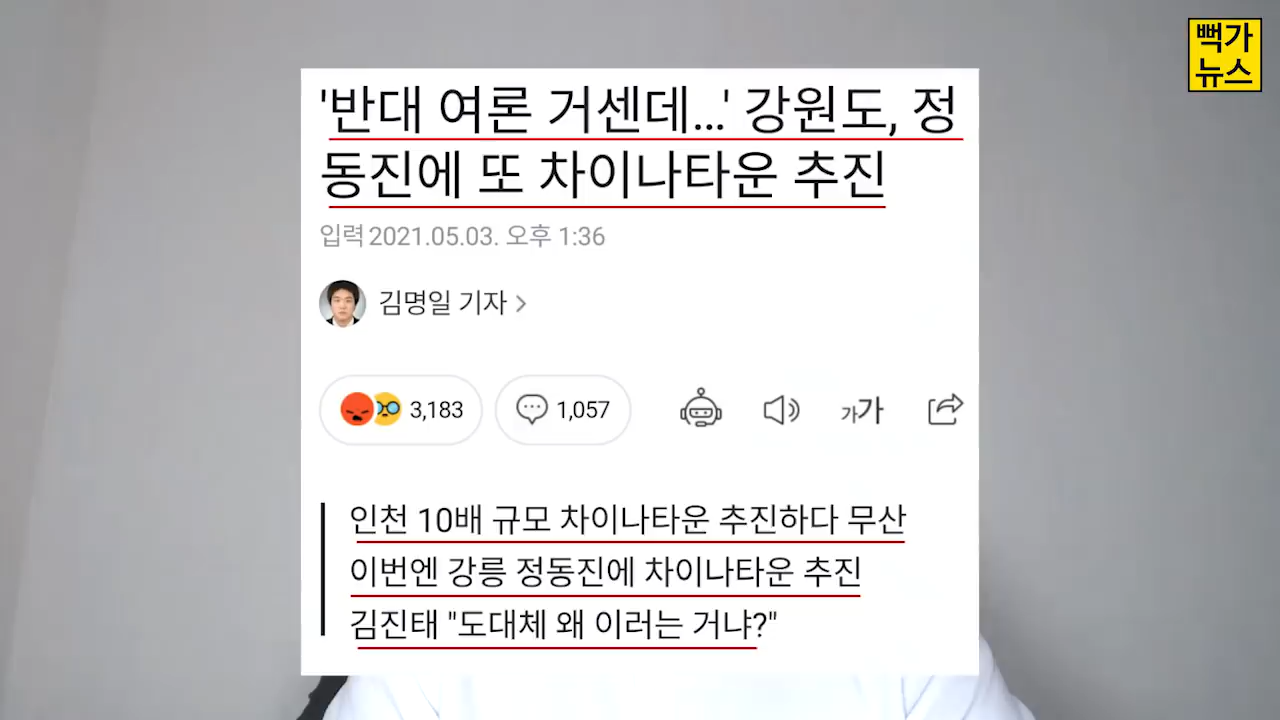 뻑가
뉴스
'반대 여론 거센데...' 강원도, 정
동진에 또 차이나타운 추진
입력 2021.05.03. 오후 1:36
김명일 기자 >
3,183
1,057
가가
인천 10배 규모 차이나타운 추진하다 무산
이번엔 강릉 정동진에 차이나타운 추진
김진태 "도대체 왜 이러는 거냐?"